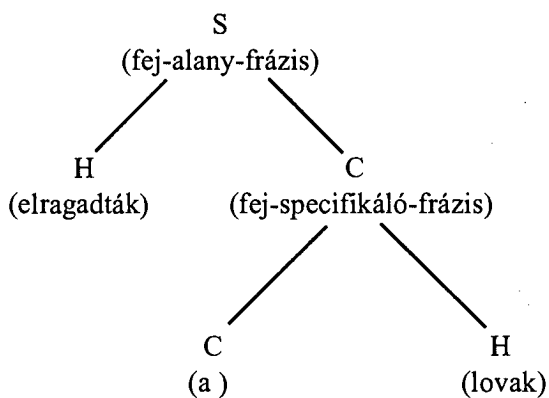 S
(fej-alany-frázis)
H C
(elragadták) (fej-specifikáló-frázis)
C H
(a ) (lovak)